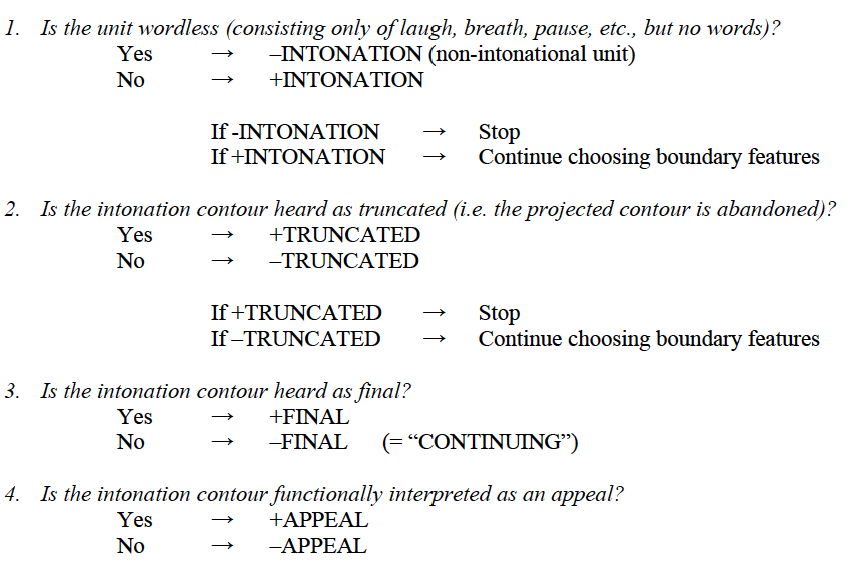 1. Is the unit wordless (consisting only of laugh, breath, pause, etc., but no words)?
Yes → –INTONATION (non-intonational unit)
No → +INTONATION
If -INTONATION → Stop
If +INTONATION → Continue choosing boundary features
2. Is the intonation contour heard as truncated (i.e. the projected contour is abandoned)?
Yes → +TRUNCATED
No → –TRUNCATED
If +TRUNCATED → Stop
If –TRUNCATED → Continue choosing boundary features
3. Is the intonation contour heard as final?
Yes → +FINAL
No → –FINAL (= “CONTINUING”)
4. Is the intonation contour functionally interpreted as an appeal?
Yes → +APPEAL
No → –APPEAL